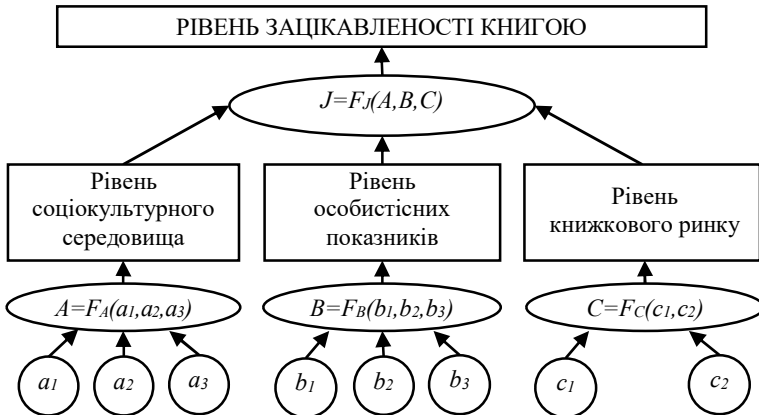 РІВЕНЬ ЗАЦІКАВЛЕНОСТІ КНИГОЮ
J=FJ(A,B,C)
Рівень
соціокультурного
середовища
Рівень
особистісних
показників
Рівень
книжкового ринку
A=FA(a1,a2,a3)
B=FB(b1,b2,b3)
C=FC(c1,c2)
a1
a2
a3
b1
b2
b3
c1
c2